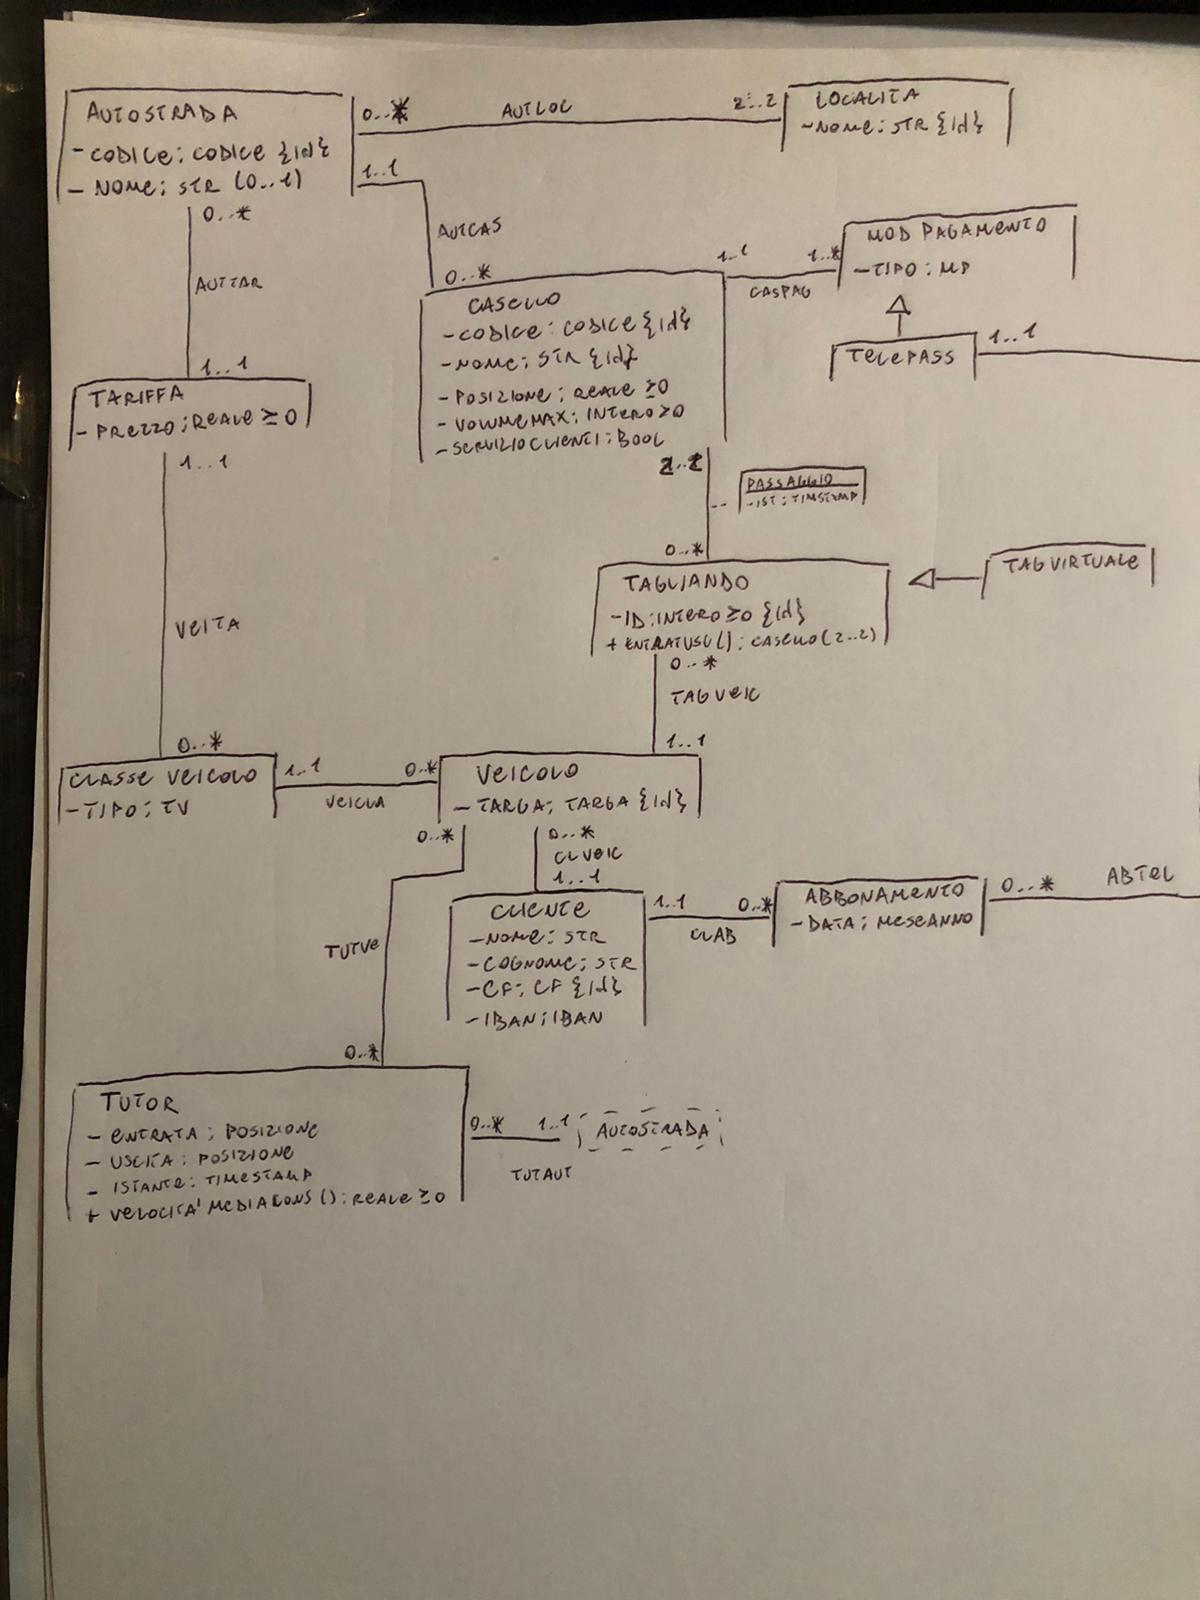 AUTOSTRADA
- CODICE: CODICE {Id}
- NOME: STR (0..1)
0..*
AUTLOC
2..2
LOCALITA
- NOME: STR {Id}
1..1
AUTCAS
0..*
0..*
AUTTAR
1..1
1..1
CASPAG
1..*
MOD PAGAMENTO
- TIPO: MP
TELEPASS
1..1
CASELLO
- CODICE: CODICE {Id}
- NOME: STR {Id}
- POSIZIONE: REALE ≥0
- VOLUMEMAX: INTERO >0
- SERVIZIOCLIENTI: BOOL
TARIFFA
- PREZZO: REALE ≥ 0
1..1
VEITA
0..*
2..2
PASSAGGIO
- IST: TIMSTAMP
0..*
TAGLIANDO
- ID: INTERO ≥0 {Id}
+ ENTRATUSC(): CASELLO(2..2)
TAGVIRTUALE
0..*
TAGVEIC
1..1
CLASSE VEICOLO
- TIPO: TV
1..1
VEICLA
0..*
VEICOLO
- TARGA: TARGA {Id}
0..*
0..*
CLVEIC
1..1
TUTVE
0..*
CLIENTE
- NOME: STR
- COGNOME: STR
- CF: CF {Id}
- IBAN: IBAN
1..1
CLAB
0..*
ABBONAMENTO
- DATA: MESEANNO
0..*
ABTEL
TUTOR
- ENTRATA: POSIZIONE
- USCITA: POSIZIONE
- ISTANTE: TIMESTAMP
+ VELOCITA'MEDIACONS(): REALE ≥0
0..*
1..1
TUTAUT
AUTOSTRADA